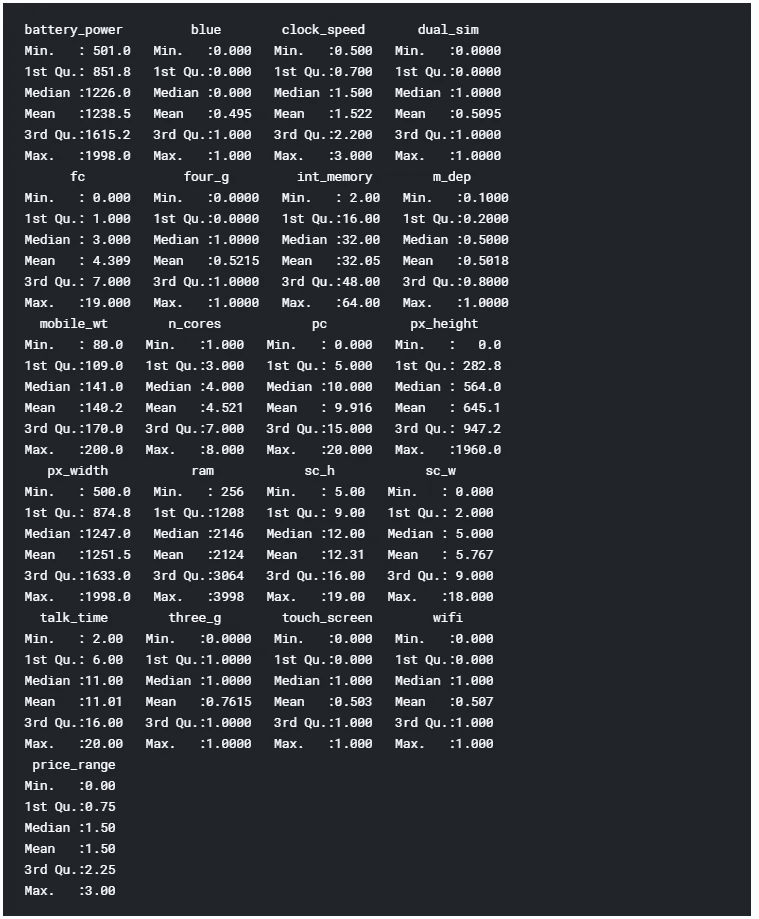 battery_power blue clock_speed dual_sim
Min. : 501.0 Min. :0.000 Min. :0.500 Min. :0.0000
1st Qu.: 851.8 1st Qu.:0.000 1st Qu.:0.700 1st Qu.:0.0000
Median :1226.0 Median :0.000 Median :1.500 Median :1.0000
Mean :1238.5 Mean :0.495 Mean :1.522 Mean :0.5095
3rd Qu.:1615.2 3rd Qu.:1.000 3rd Qu.:2.200 3rd Qu.:1.0000
Max. :1998.0 Max. :1.000 Max. :3.000 Max. :1.0000
fc four_g int_memory m_dep
Min. : 0.000 Min. :0.0000 Min. : 2.00 Min. :0.1000
1st Qu.: 1.000 1st Qu.:0.0000 1st Qu.:16.00 1st Qu.:0.2000
Median : 3.000 Median :1.0000 Median :32.00 Median :0.5000
Mean : 4.309 Mean :0.5215 Mean :32.05 Mean :0.5018
3rd Qu.: 7.000 3rd Qu.:1.0000 3rd Qu.:48.00 3rd Qu.:0.8000
Max. :19.000 Max. :1.0000 Max. :64.00 Max. :1.0000
mobile_wt n_cores pc px_height
Min. : 80.0 Min. :1.000 Min. : 0.000 Min. : 0.0
1st Qu.:109.0 1st Qu.:3.000 1st Qu.: 5.000 1st Qu.: 282.8
Median :141.0 Median :4.000 Median :10.000 Median : 564.0
Mean :140.2 Mean :4.521 Mean : 9.916 Mean : 645.1
3rd Qu.:170.0 3rd Qu.:7.000 3rd Qu.:15.000 3rd Qu.: 947.2
Max. :200.0 Max. :8.000 Max. :20.000 Max. :1960.0
px_width ram sc_h sc_w
Min. : 500.0 Min. : 256 Min. : 5.00 Min. : 0.000
1st Qu.: 874.8 1st Qu.:1208 1st Qu.: 9.00 1st Qu.: 2.000
Median :1247.0 Median :2146 Median :12.00 Median : 5.000
Mean :1251.5 Mean :2124 Mean :12.31 Mean : 5.767
3rd Qu.:1633.0 3rd Qu.:3064 3rd Qu.:16.00 3rd Qu.: 9.000
Max. :1998.0 Max. :3998 Max. :19.00 Max. :18.000
talk_time three_g touch_screen wifi
Min. : 2.00 Min. :0.0000 Min. :0.000 Min. :0.000
1st Qu.: 6.00 1st Qu.:1.0000 1st Qu.:0.000 1st Qu.:0.000
Median :11.00 Median :1.0000 Median :1.000 Median :1.000
Mean :11.01 Mean :0.7615 Mean :0.503 Mean :0.507
3rd Qu.:16.00 3rd Qu.:1.0000 3rd Qu.:1.000 3rd Qu.:1.000
Max. :20.00 Max. :1.0000 Max. :1.000 Max. :1.000
price_range
Min. :0.00
1st Qu.:0.75
Median :1.50
Mean :1.50
3rd Qu.:2.25
Max. :3.00